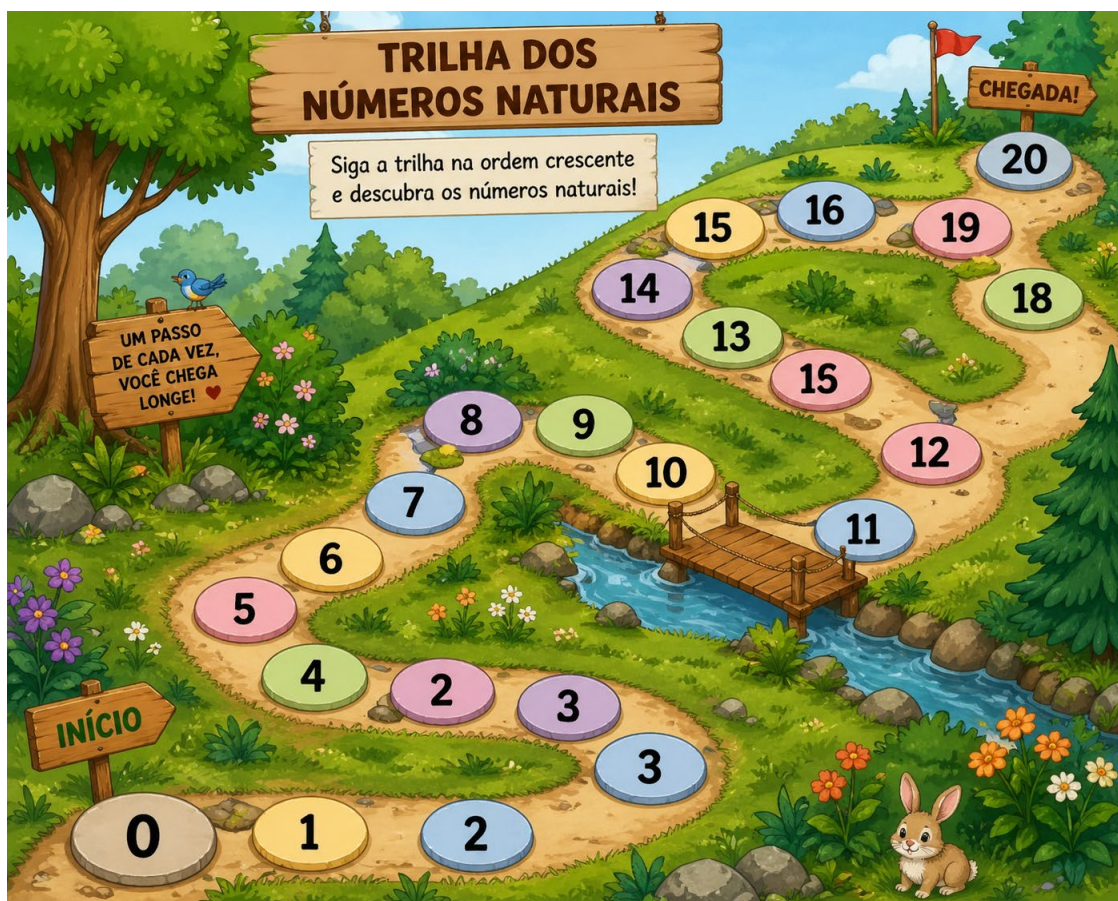 TRILHA DOS
NÚMEROS NATURAIS
Siga a trilha na ordem crescente
e descubra os números naturais!
CHEGADA!
UM PASSO
DE CADA VEZ,
VOCÊ CHEGA
LONGE!
INÍCIO
0
1
2
3
3
2
4
5
6
7
8
9
10
11
12
15
13
14
15
16
19
18
20